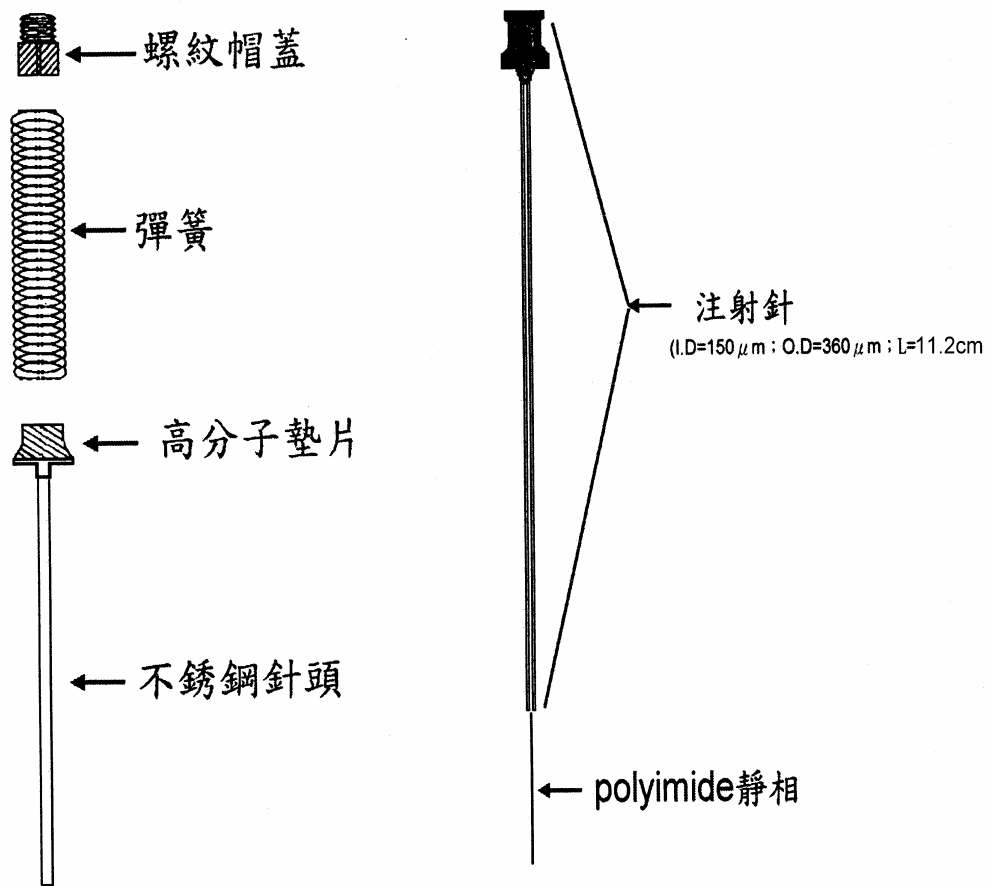 螺紋帽蓋
彈簧
高分子墊片
不銹鋼針頭
注射針
(I.D=150μm；O.D=360μm；L=11.2cm
polyimide靜相